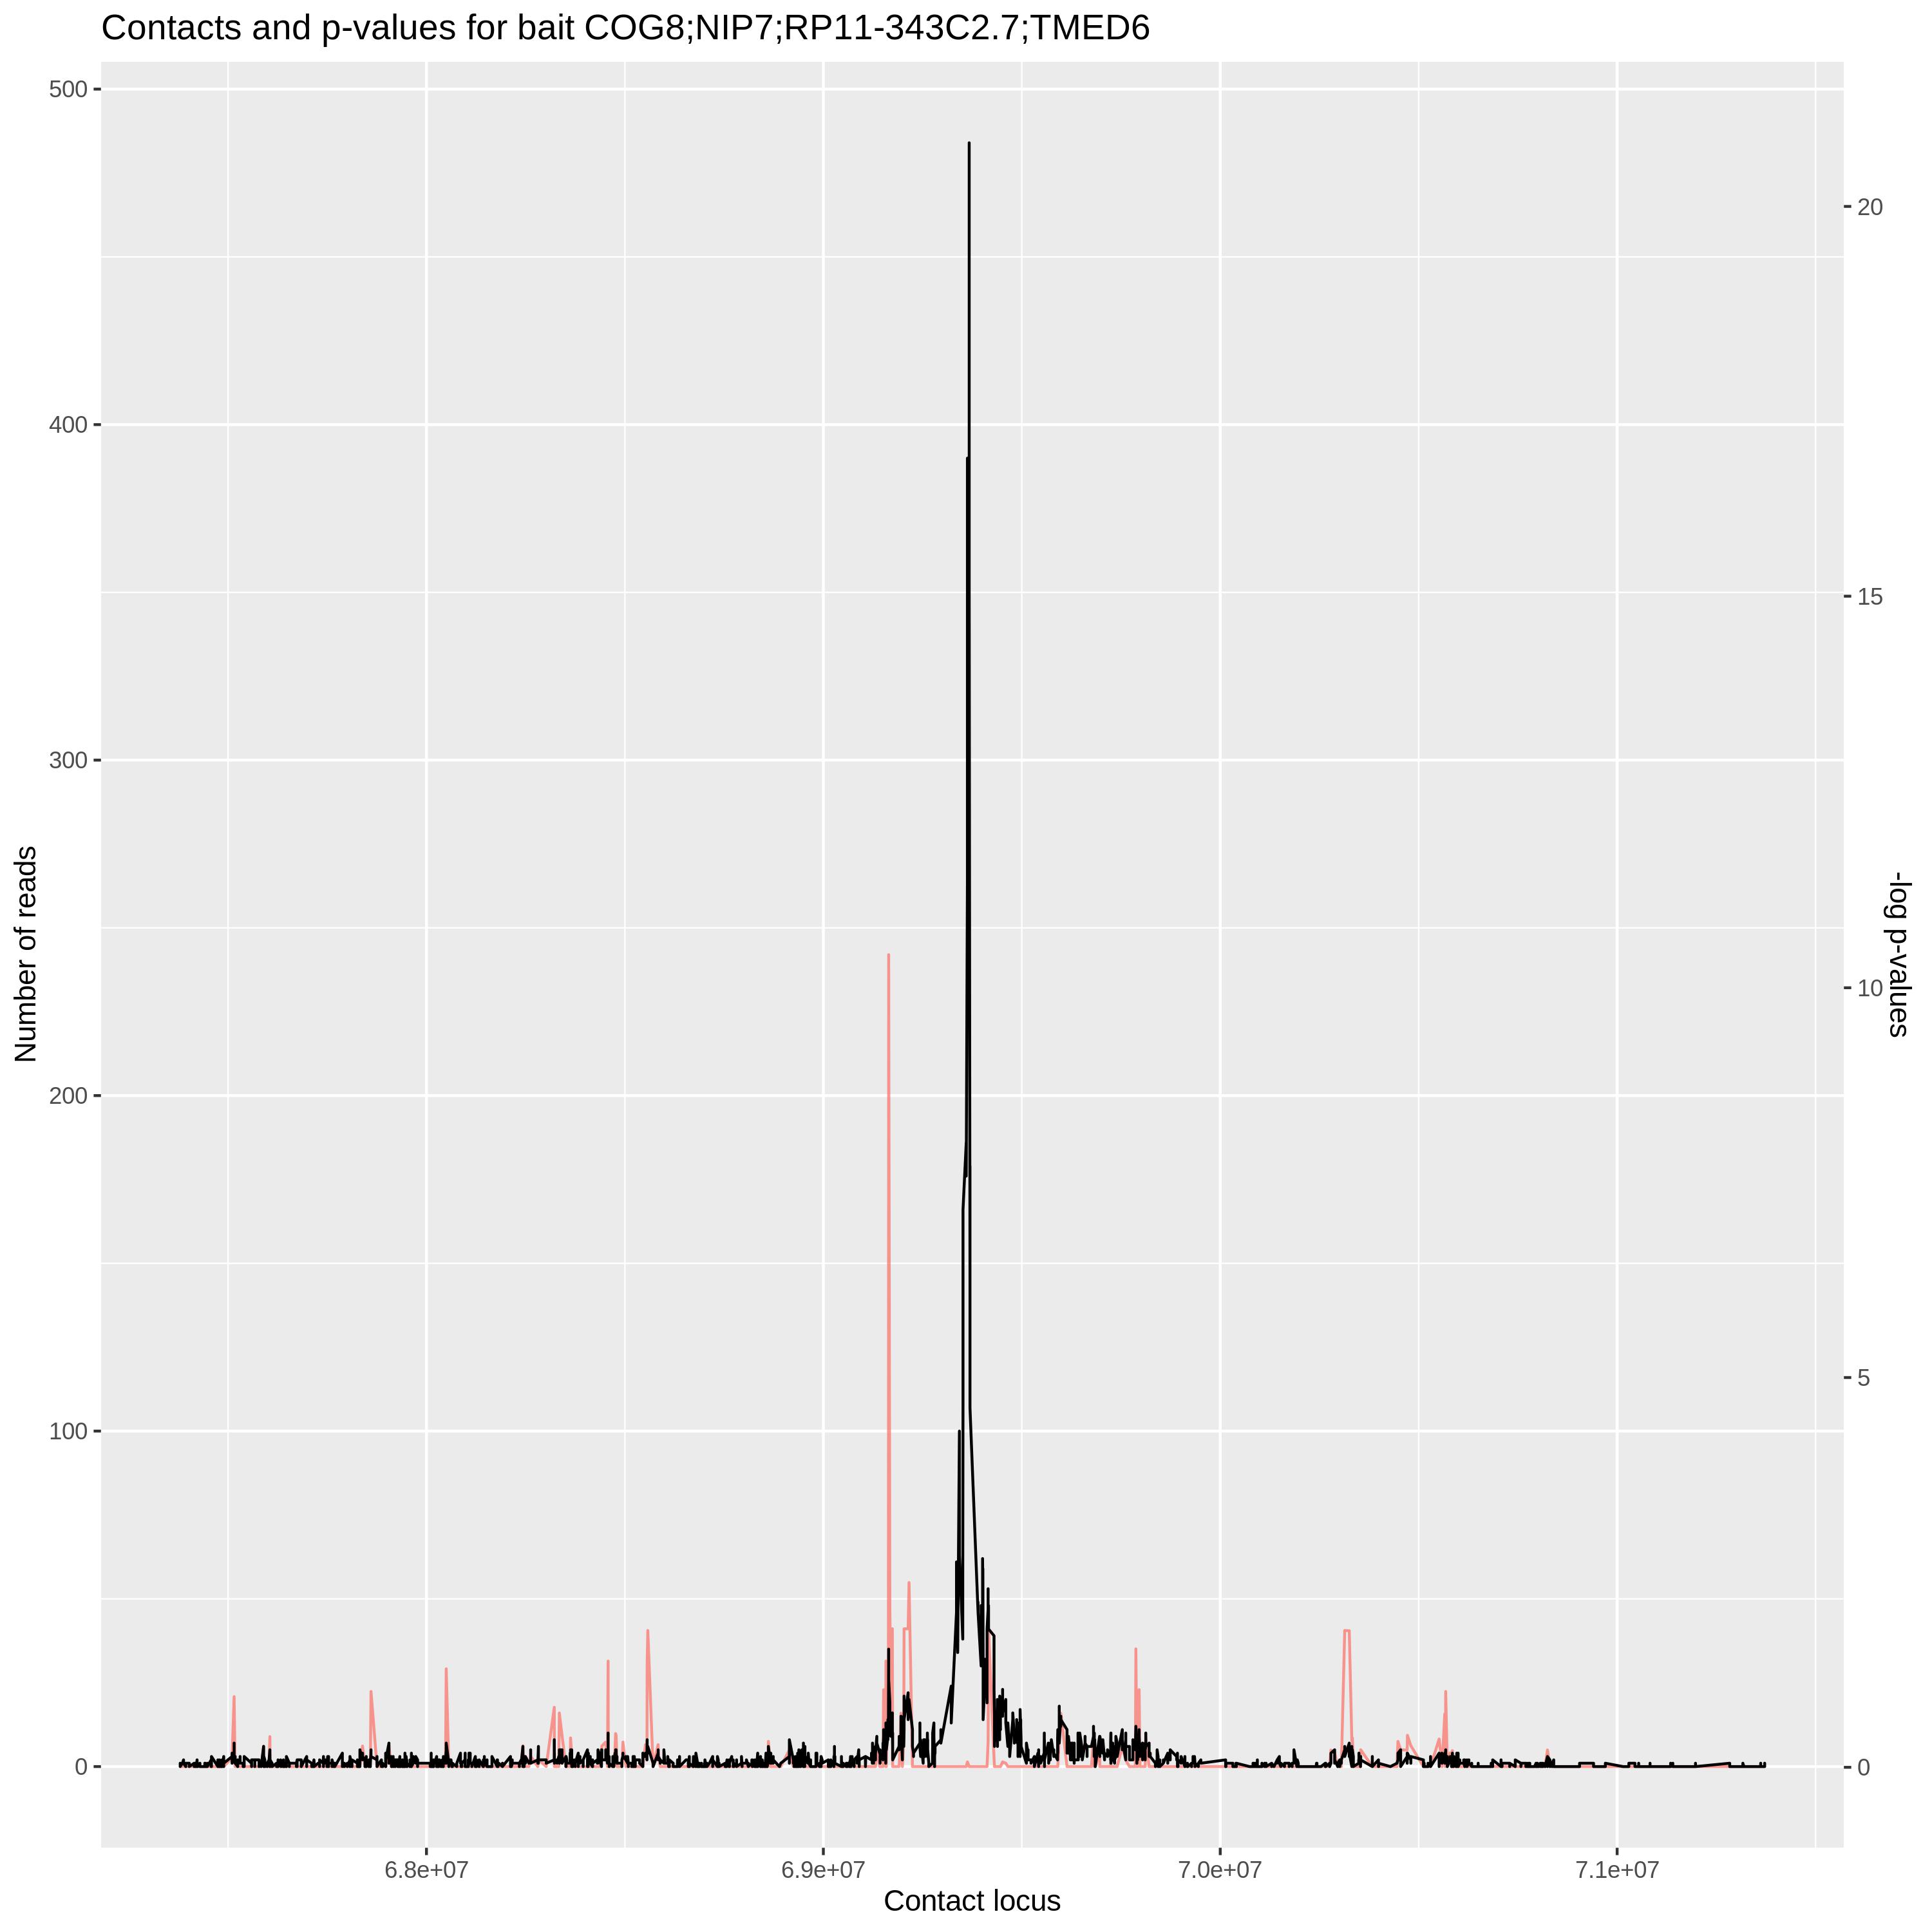 Contacts and p-values for bait COG8;NIP7;RP11-343C2.7;TMED6
500
400
300
200
100
0
Number of reads
20
15
10
5
0
-log p-values
6.8e+07 6.9e+07 7.0e+07 7.1e+07
Contact locus